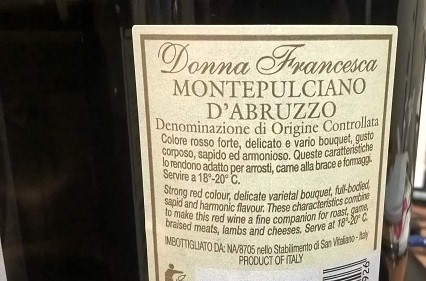 Donna Francesca
MONTEPULCIANO
D'ABRUZZO
Denominazione di Origine Controllata
Colore rosso forte, delicato e vario bouquet, gusto
corposo, sapido ed armonioso. Queste caratteristiche
lo rendono adatto per arrosti, carne alla brace e formaggi.
Servire a 18°-20° C.
Strong red colour, delicate varietal bouquet, full-bodied,
sapid and harmonic flavour. These characteristics combine
to make this red wine a fine companion for roast, game,
braised meats, lambs and cheeses. Serve at 18°-20° C.
IMBOTTIGLIATO DA: NA/8705 nello Stabilimento di San Vitaliano - Italy
PRODUCT OF ITALY
926